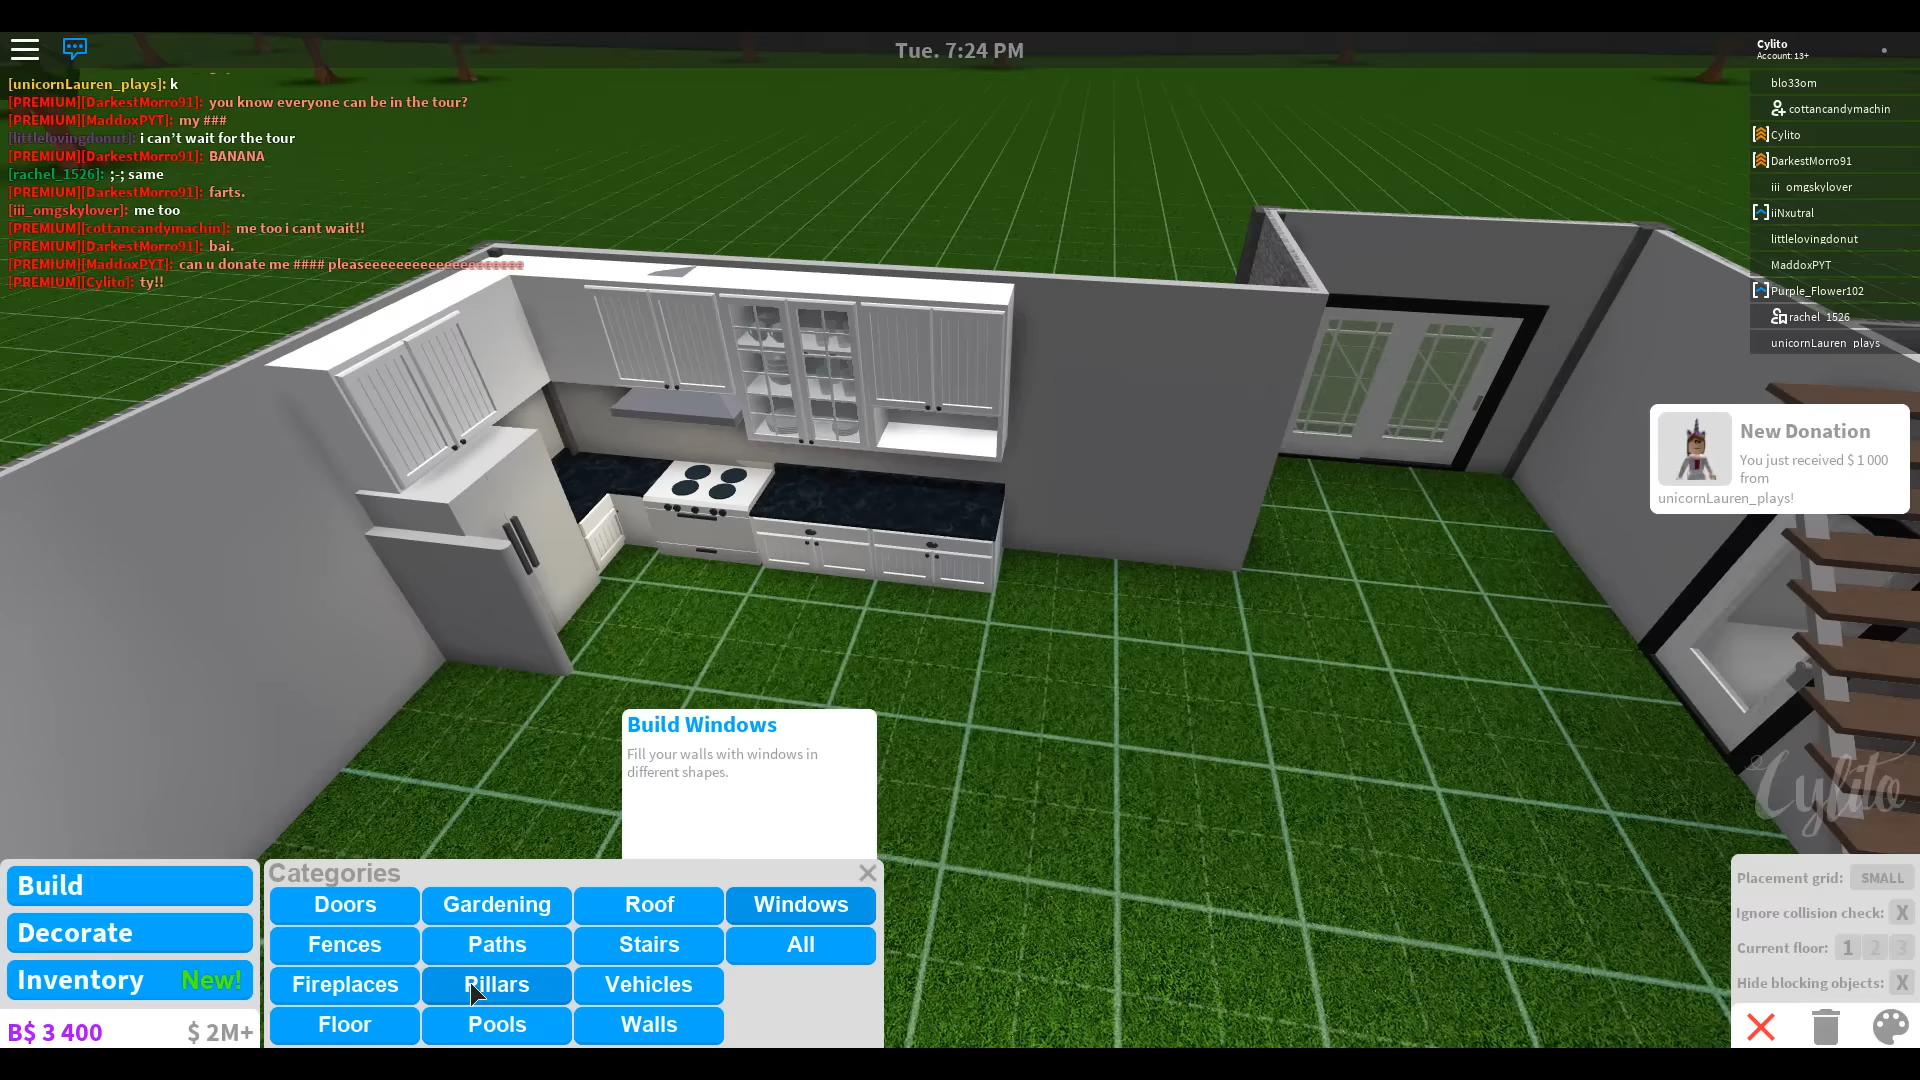 Tue. 7:24 PM
Cylito
Account: 13+
[unicornLauren_plays]: k
[PREMIUM][DarkestMorro91]: you know everyone can be in the tour?
[PREMIUM][MaddoxPYT]: my ###
[littlelovingdonut]: i can't wait for the tour
[PREMIUM][DarkestMorro91]: BANANA
[rachel_1526]: ;-; same
[PREMIUM][DarkestMorro91]: farts.
[iii_omgskylover]: me too
[PREMIUM][cottancandymachin]: me too i cant wait!!
[PREMIUM][DarkestMorro91]: bai.
[PREMIUM][MaddoxPYT]: can u donate me #### pleaseeeeeeeeeeeeeeeeeeee
[PREMIUM][Cylito]: ty!!
blo33om
cottancandymachin
Cylito
DarkestMorro91
iii_omgskylover
iiNxutral
littlelovingdonut
MaddoxPYT
Purple_Flower102
rachel_1526
unicornLauren_plays
New Donation
You just received $ 1 000
from
unicornLauren_plays!
Build Windows
Fill your walls with windows in
different shapes.
Cylito
Build
Decorate
Inventory New!
B$ 3 400 $ 2M+
Categories
Doors Gardening Roof Windows
Fences Paths Stairs All
Fireplaces Pillars Vehicles
Floor Pools Walls
Placement grid: SMALL
Ignore collision check: X
Current floor: 1 2 3
Hide blocking objects: X